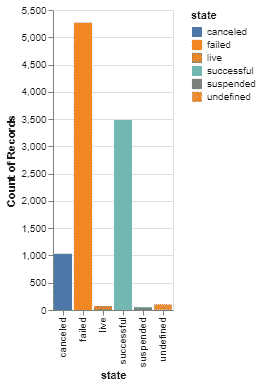 5,500
5,000
4,500
4,000
3,500
3,000
2,500
2,000
1,500
1,000
500
0
Count of Records
canceled
failed
live
successful
suspended
undefined
state
state
canceled
failed
live
successful
suspended
undefined